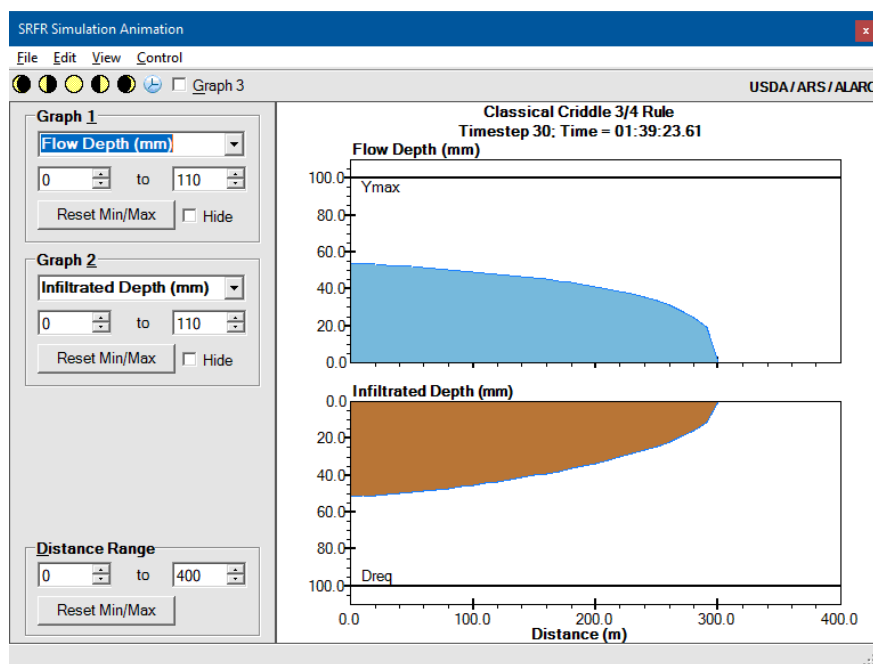 SRFR Simulation Animation
x
File Edit View Control
Graph 3
USDA/ARS/ALARC
Graph 1
Flow Depth (mm)
0 to 110
Reset Min/Max Hide
Graph 2
Infiltrated Depth (mm)
0 to 110
Reset Min/Max Hide
Distance Range
0 to 400
Reset Min/Max
Classical Criddle 3/4 Rule
Timestep 30; Time = 01:39:23.61
Flow Depth (mm)
100.0
Ymax
80.0
60.0
40.0
20.0
0.0
Infiltrated Depth (mm)
0.0
20.0
40.0
60.0
80.0
100.0
Dreq
0.0 100.0 200.0 300.0 400.0
Distance (m)